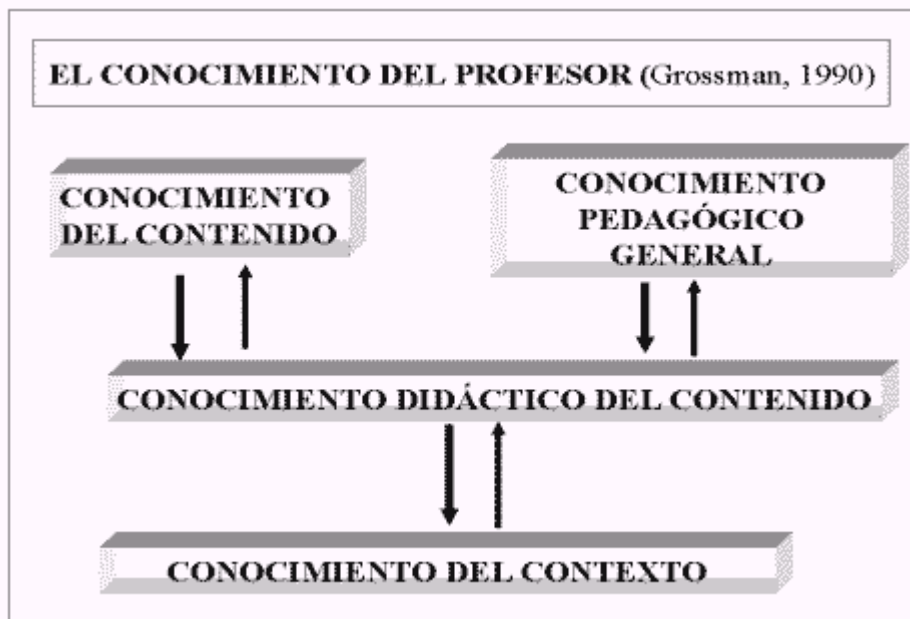 EL CONOCIMIENTO DEL PROFESOR (Grossman, 1990)
CONOCIMIENTO
DEL CONTENIDO
CONOCIMIENTO
PEDAGÓGICO
GENERAL
CONOCIMIENTO DIDÁCTICO DEL CONTENIDO
CONOCIMIENTO DEL CONTEXTO